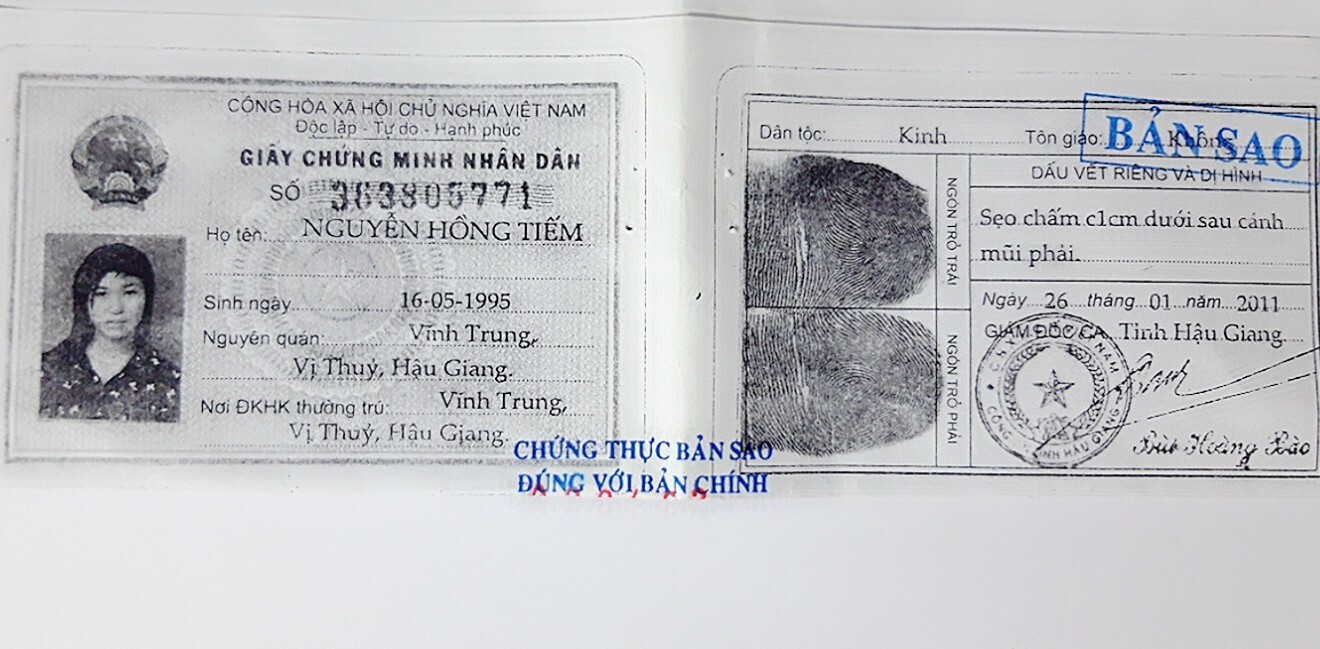 CỘNG HÒA XÃ HỘI CHỦ NGHĨA VIỆT NAM
Độc lập - Tự do - Hạnh phúc
GIẤY CHỨNG MINH NHÂN DÂN
SỐ 363805771
Họ tên: NGUYỄN HỒNG TIẾM
Sinh ngày 16-05-1995
Nguyên quán: Vĩnh Trung,
Vị Thuỷ, Hậu Giang.
Nơi ĐKHK thường trú: Vĩnh Trung,
Vị Thuỷ, Hậu Giang.
CHỨNG THỰC BẢN SAO
ĐÚNG VỚI BẢN CHÍNH
Dân tộc: Kinh Tôn giáo: Không
BẢN SAO
NGÓN TRỎ TRÁI
NGÓN TRỎ PHẢI
DẤU VẾT RIÊNG VÀ DỊ HÌNH
Sẹo chấm c1cm dưới sau cánh
mũi phải.
Ngày 26 tháng 01 năm 2011
GIÁM ĐỐC CA Tỉnh Hậu Giang
Bùi Hoàng Bảo